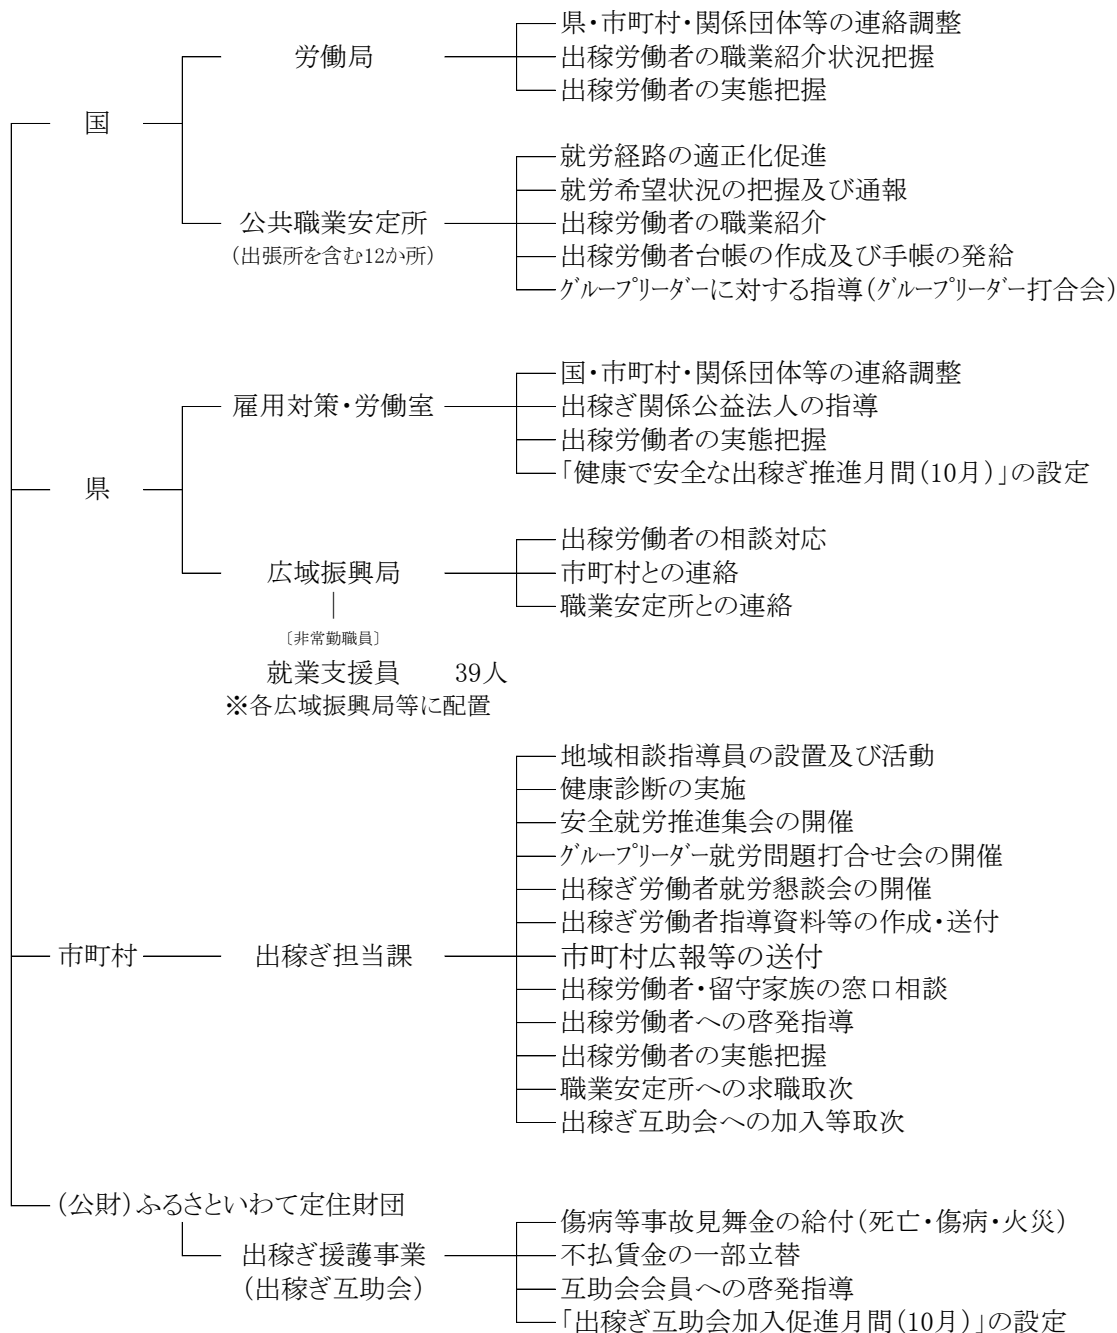 国
労働局
県・市町村・関係団体等の連絡調整
出稼労働者の職業紹介状況把握
出稼労働者の実態把握
公共職業安定所
(出張所を含む12か所)
就労経路の適正化促進
就労希望状況の把握及び通報
出稼労働者の職業紹介
出稼労働者台帳の作成及び手帳の発給
グループリーダーに対する指導(グループリーダー打合会)
県
雇用対策・労働室
国・市町村・関係団体等の連絡調整
出稼ぎ関係公益法人の指導
出稼労働者の実態把握
「健康で安全な出稼ぎ推進月間(10月)」の設定
広域振興局
出稼労働者の相談対応
市町村との連絡
職業安定所との連絡
〔非常勤職員〕
就業支援員 39人
※各広域振興局等に配置
市町村
出稼ぎ担当課
地域相談指導員の設置及び活動
健康診断の実施
安全就労推進集会の開催
グループリーダー就労問題打合せ会の開催
出稼ぎ労働者就労懇談会の開催
出稼ぎ労働者指導資料等の作成・送付
市町村広報等の送付
出稼労働者・留守家族の窓口相談
出稼労働者への啓発指導
出稼労働者の実態把握
職業安定所への求職取次
出稼ぎ互助会への加入等取次
(公財)ふるさといわて定住財団
出稼ぎ援護事業
(出稼ぎ互助会)
傷病等事故見舞金の給付(死亡・傷病・火災)
不払賃金の一部立替
互助会会員への啓発指導
「出稼ぎ互助会加入促進月間(10月)」の設定